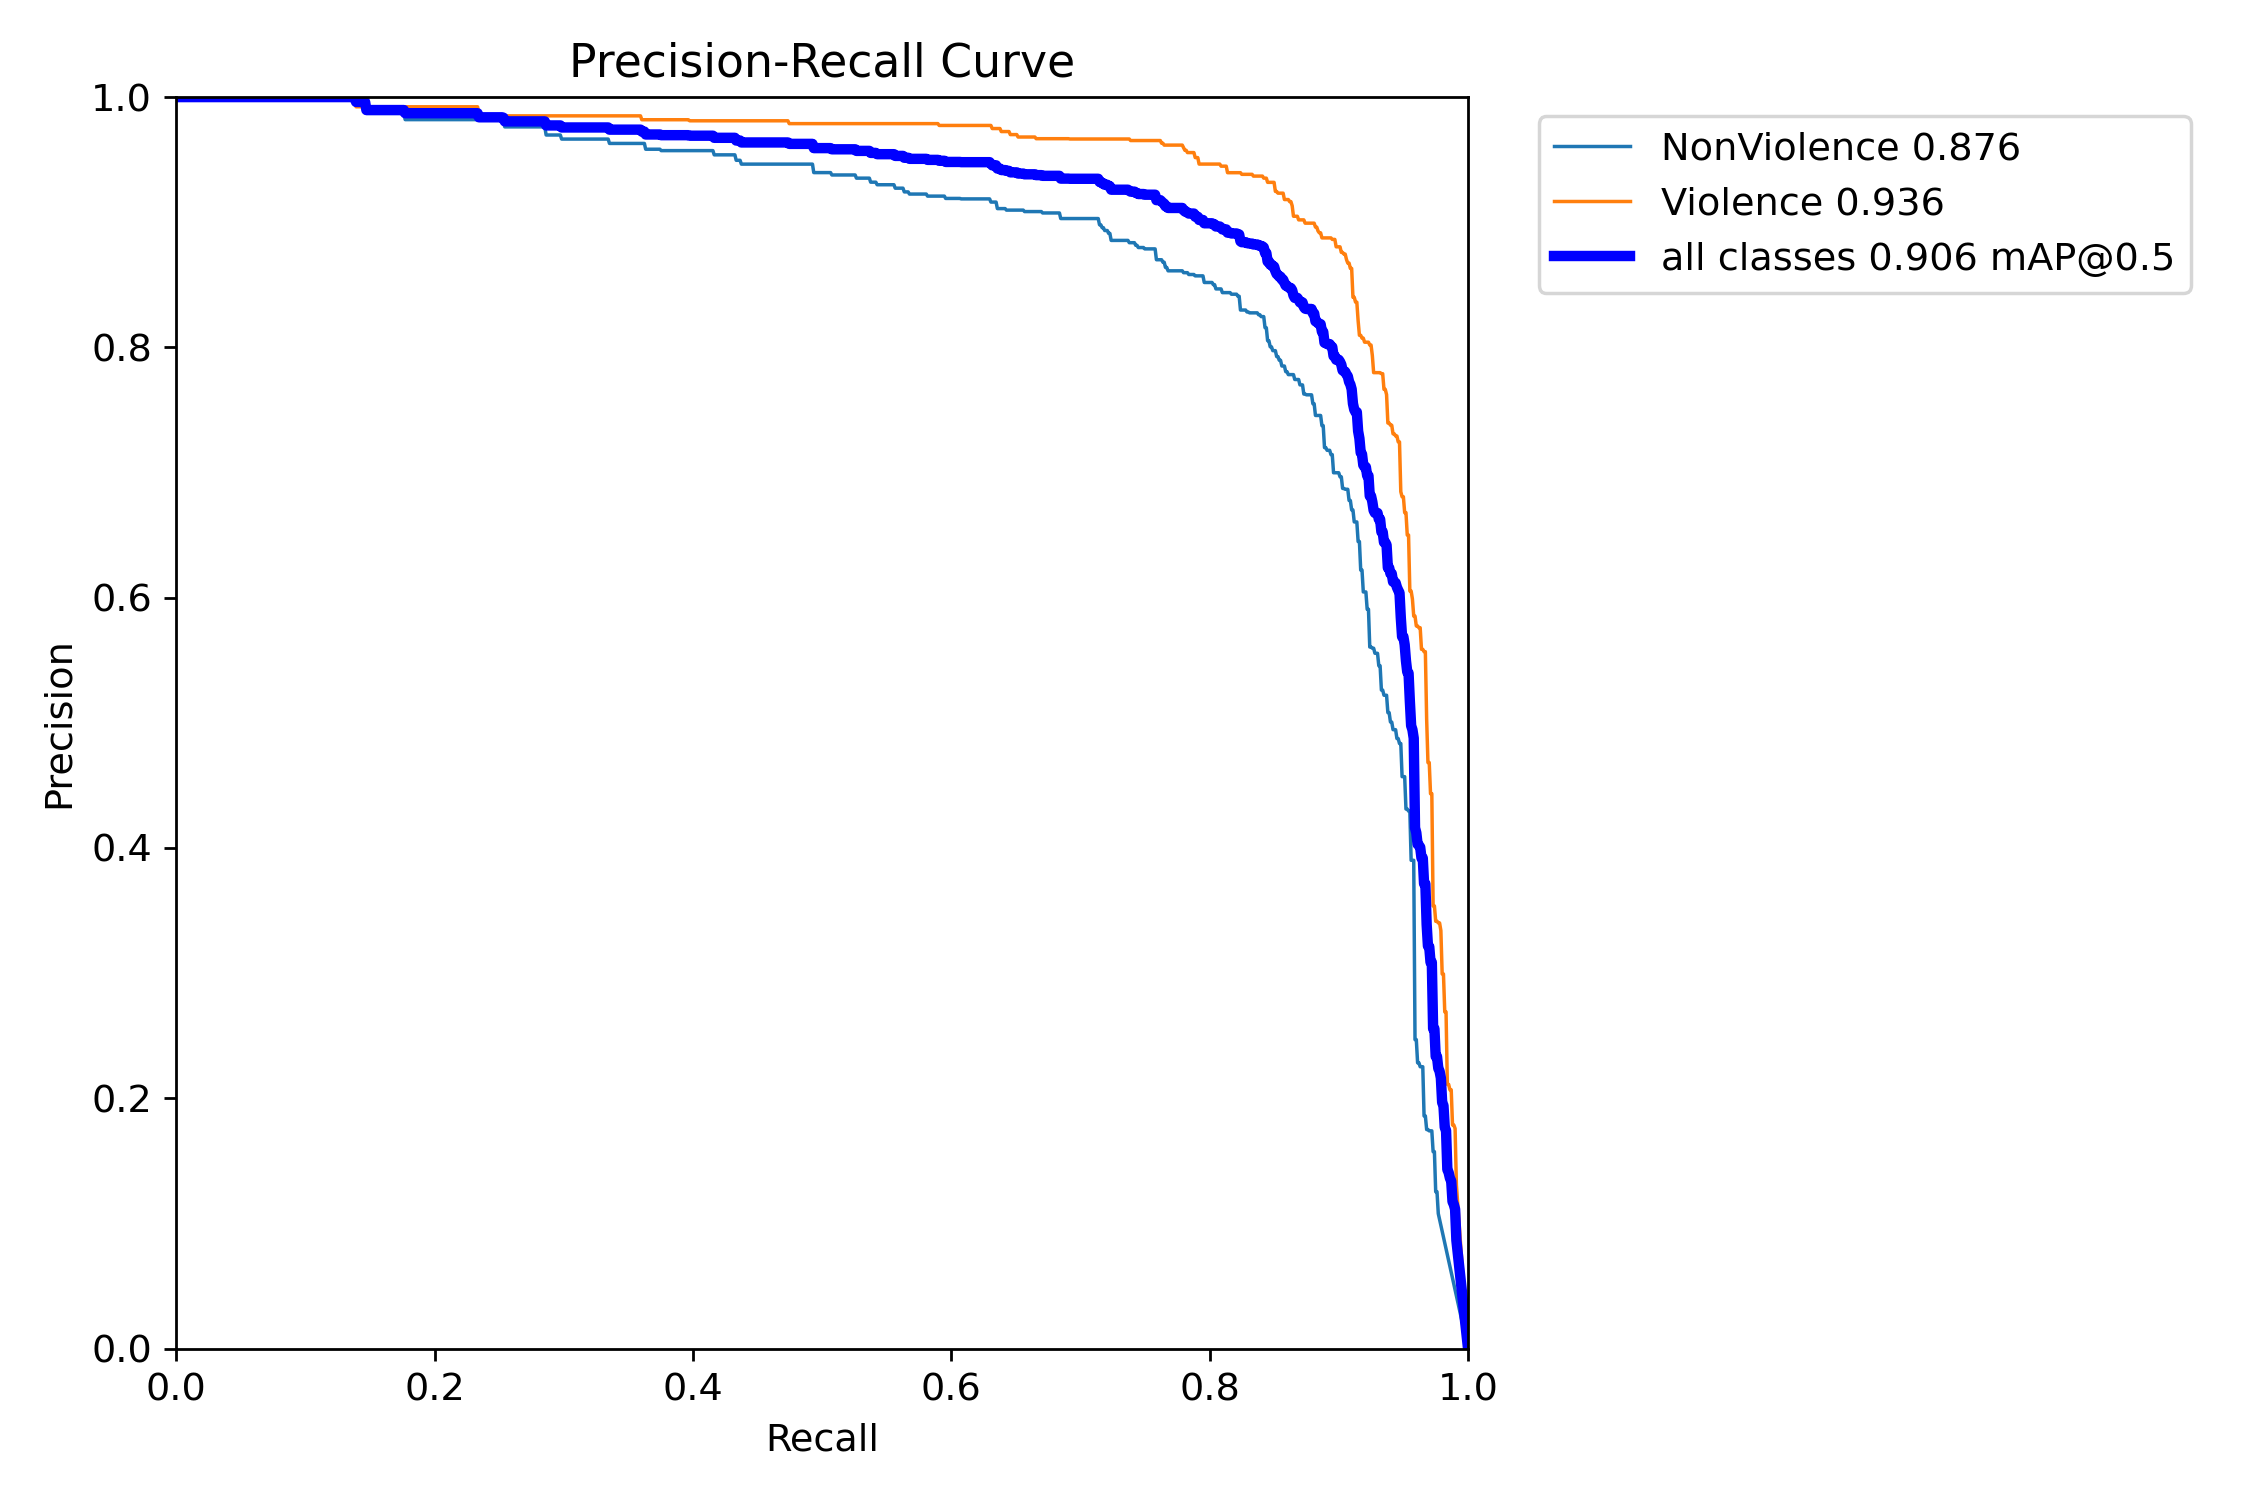 Precision-Recall Curve
NonViolence 0.876
Violence 0.936
all classes 0.906 mAP@0.5
1.0
0.8
0.6
0.4
0.2
0.0
Precision
0.0 0.2 0.4 0.6 0.8 1.0
Recall